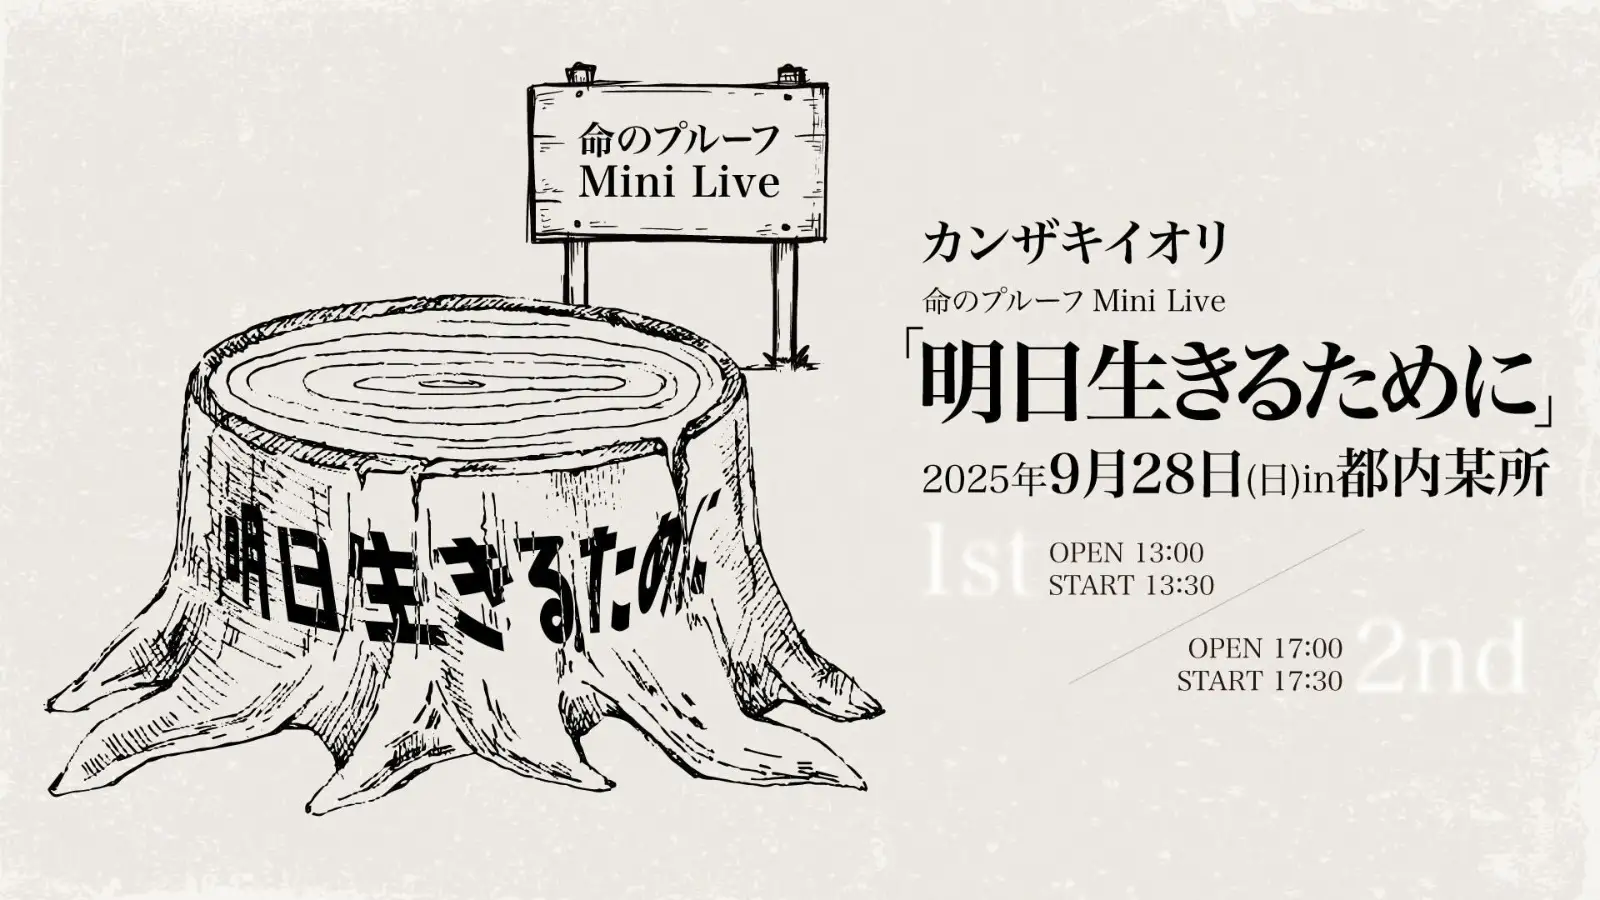 命のプルーフ
Mini Live
明日生きるために
カンザキイオリ
命のプルーフ Mini Live
「明日生きるために」
2025年9月28日(日)in都内某所
1st
OPEN 13:00
START 13:30
OPEN 17:00
START 17:30
2nd